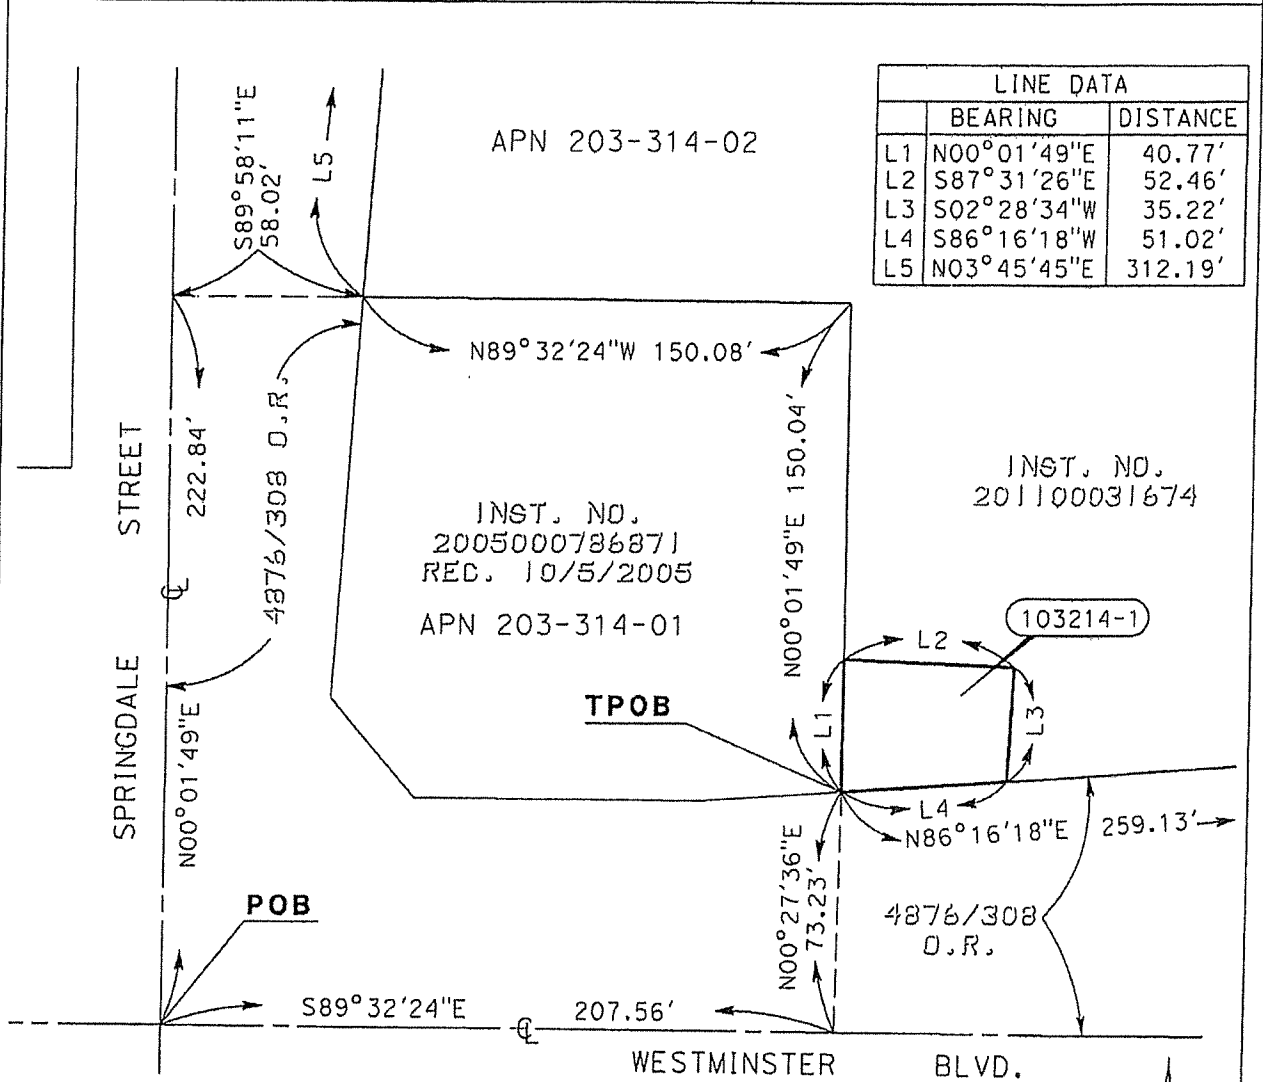 LINE DATA
BEARING DISTANCE
L1 N00°01'49"E 40.77'
L2 S87°31'26"E 52.46'
L3 S02°28'34"W 35.22'
L4 S86°16'18"W 51.02'
L5 N03°45'45"E 312.19'
S89°58'11"E
58.02'
L5
APN 203-314-02
N89°32'24"W 150.08'
222.84'
4876/308 O.R.
N00°01'49"E 150.04'
INST. NO.
201100031674
STREET
INST. NO.
2005000786871
REC. 10/5/2005
APN 203-314-01
℄
103214-1
L2
SPRINGDALE
N00°01'49"E
TPOB
L1
L3
L4
N86°16'18"E 259.13'
N00°27'36"E
73.23'
POB
4876/308
O.R.
S89°32'24"E 207.56'
℄
WESTMINSTER BLVD.